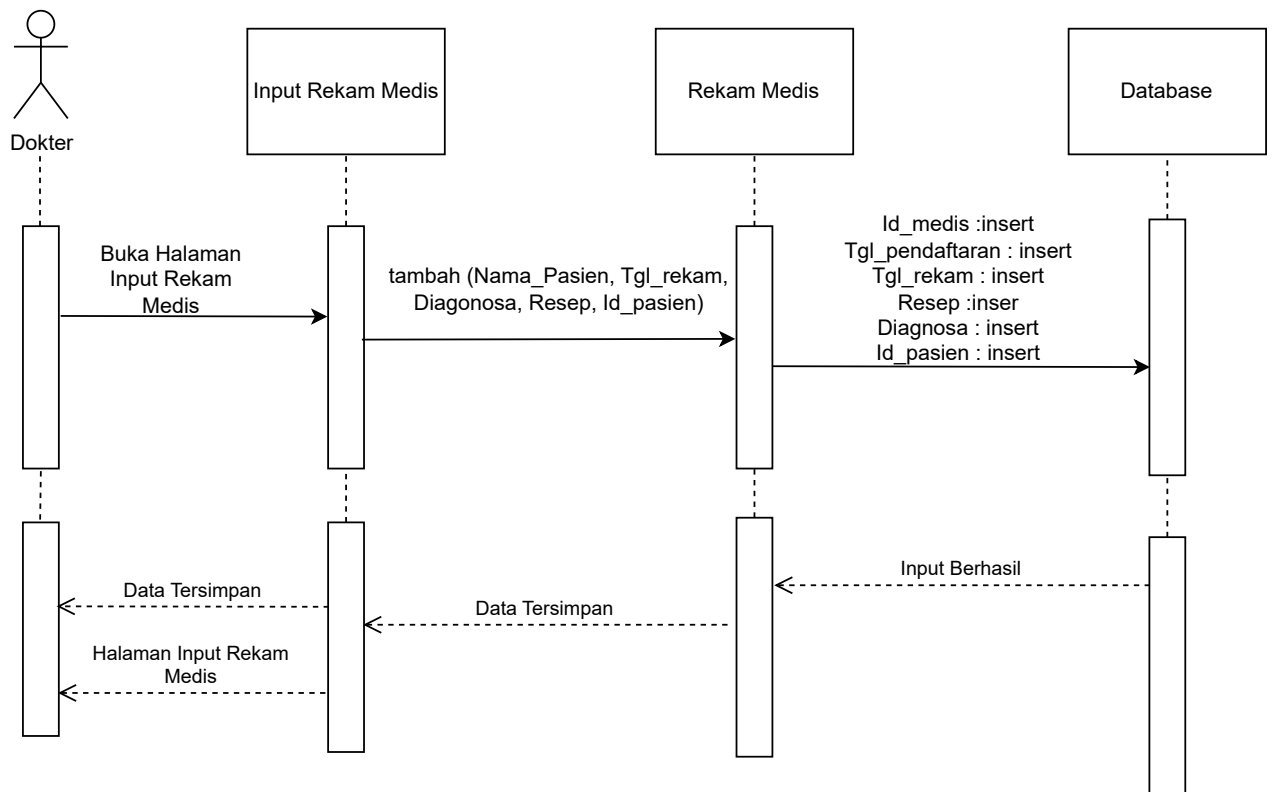 Dokter
Input Rekam Medis
Rekam Medis
Database
Buka Halaman
Input Rekam
Medis
tambah (Nama_Pasien, Tgl_rekam,
Diagonosa, Resep, Id_pasien)
Id_medis :insert
Tgl_pendaftaran : insert
Tgl_rekam : insert
Resep :inser
Diagnosa : insert
Id_pasien : insert
Input Berhasil
Data Tersimpan
Data Tersimpan
Halaman Input Rekam
Medis